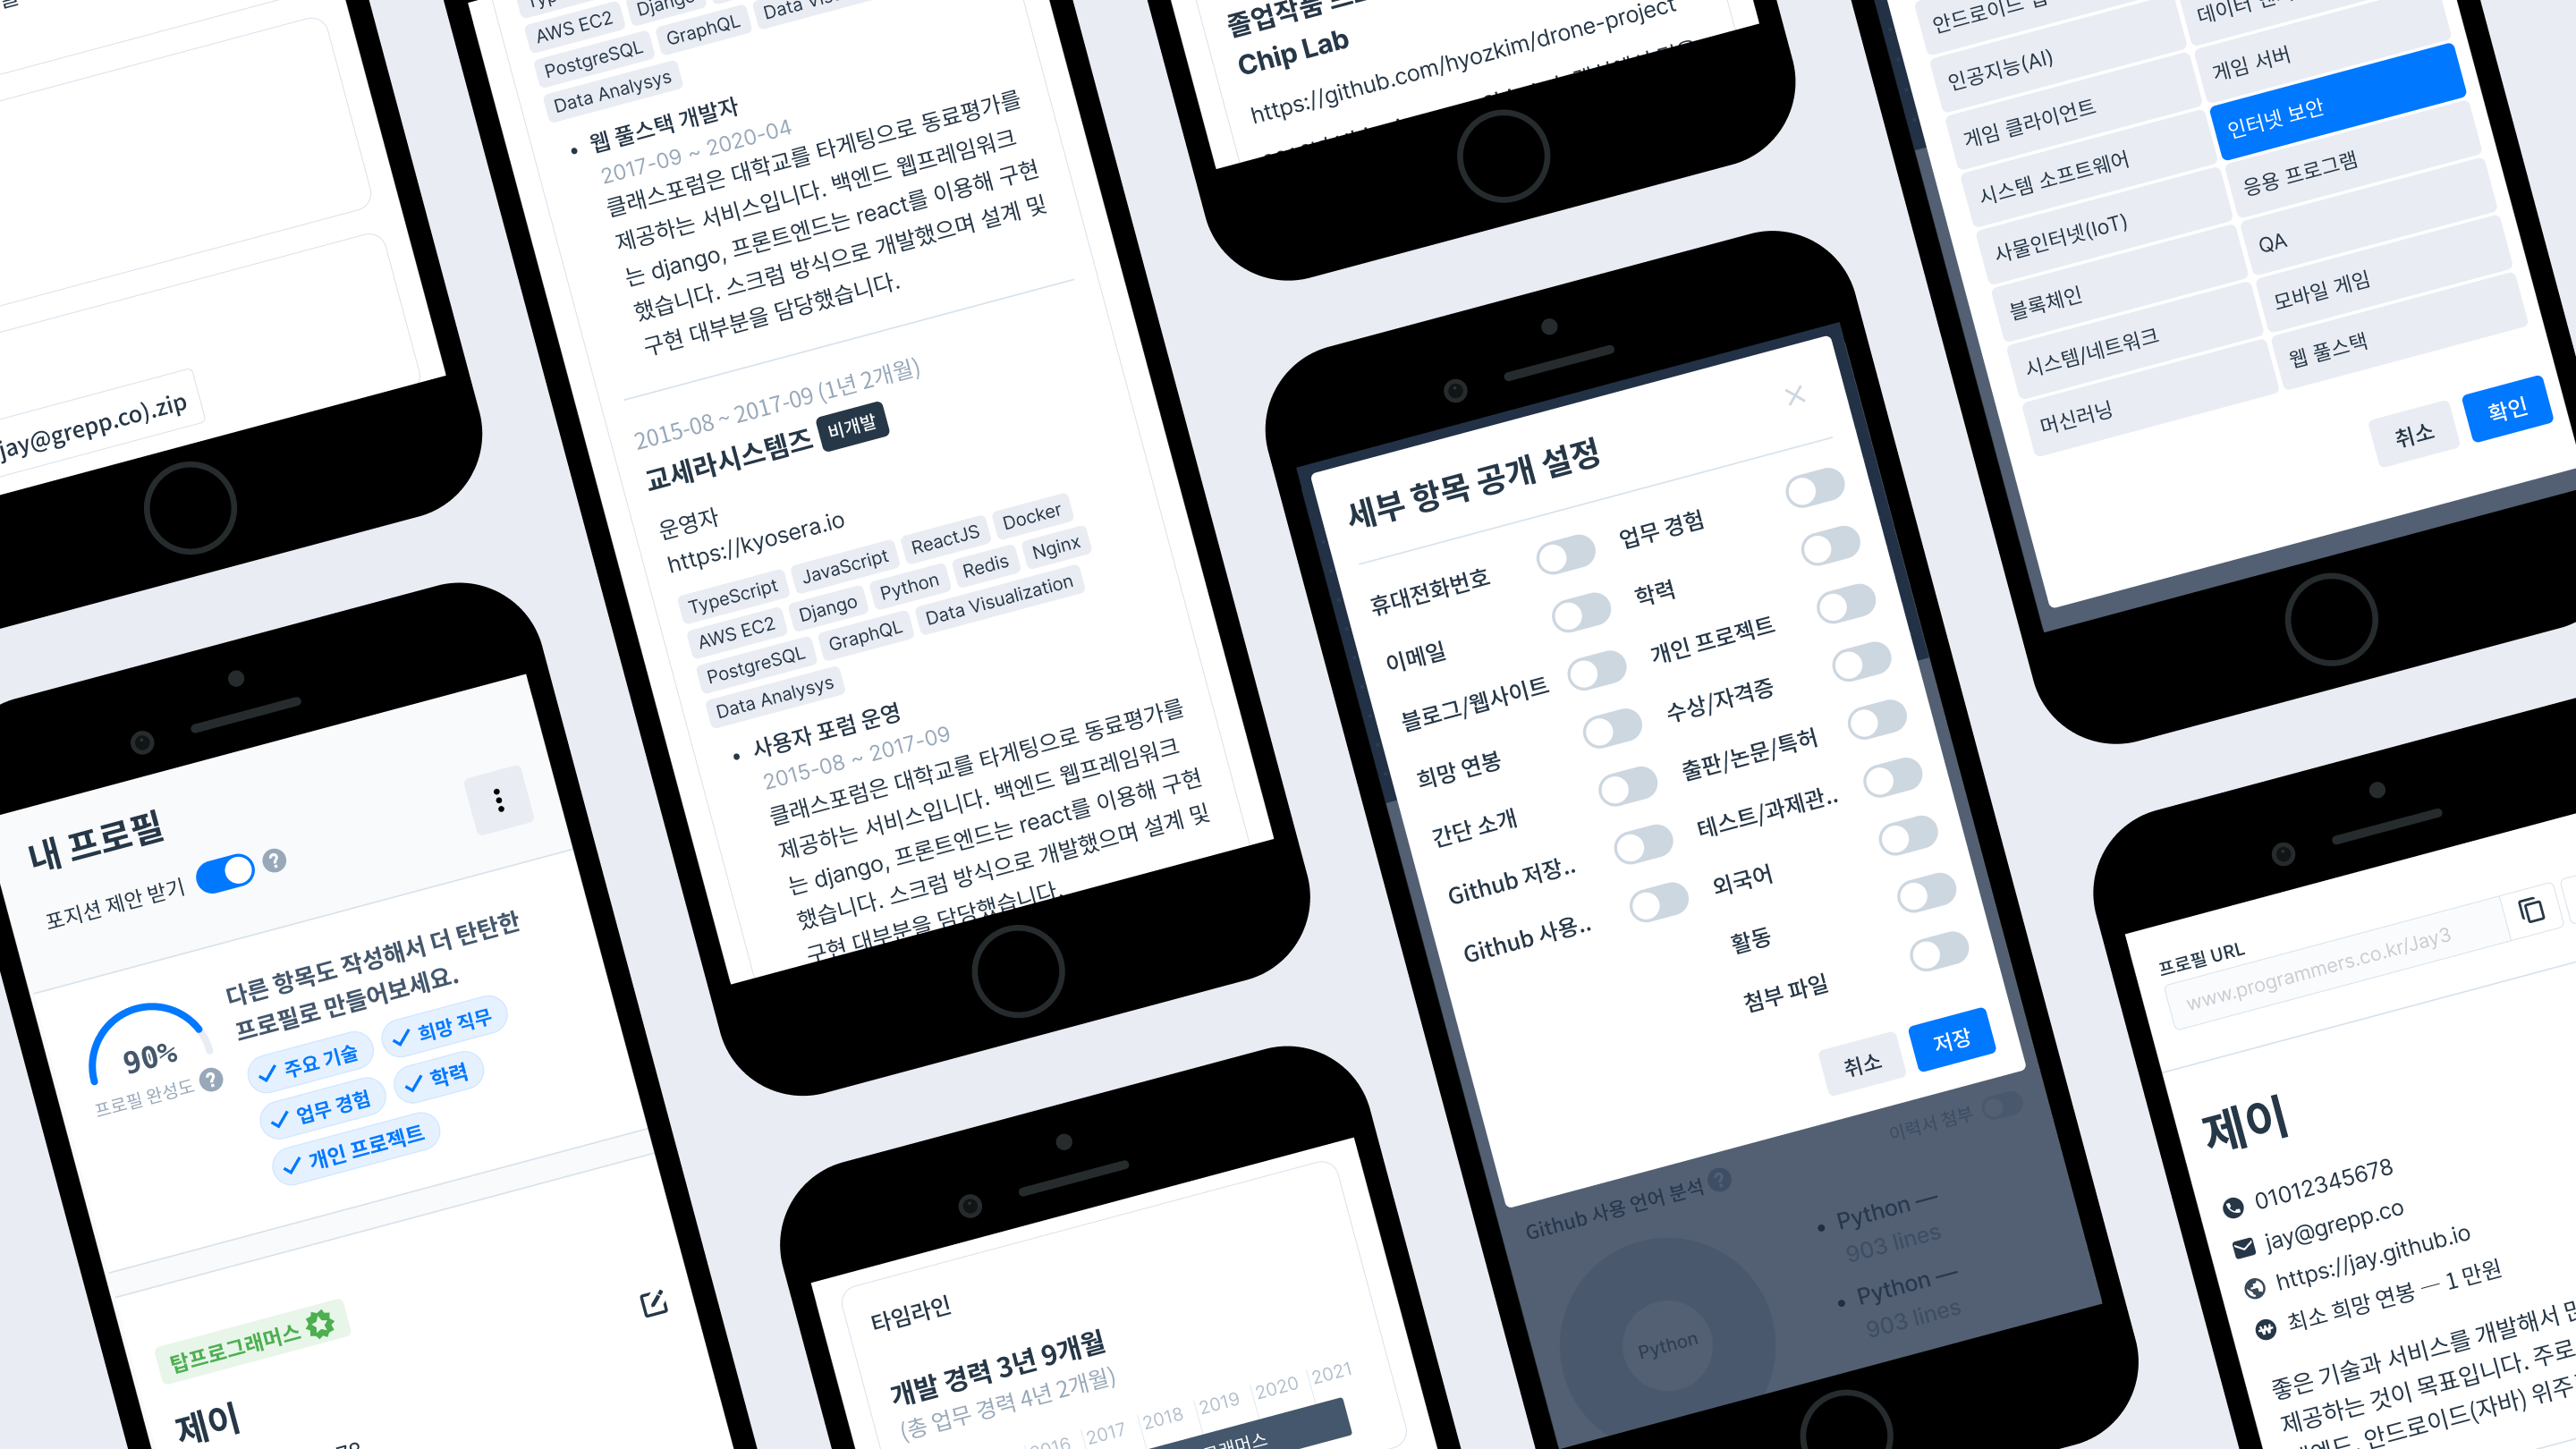 jay@grepp.co).zip
내 프로필
포지션 제안 받기
다른 항목도 작성해서 더 탄탄한
프로필로 만들어보세요.
90%
프로필 완성도
주요 기술
희망 직무
업무 경험
학력
개인 프로젝트
탑프로그래머스
제이
AWS EC2
Django
PostgreSQL
GraphQL
Data Analysys
웹 풀스택 개발자
2017-09 ~ 2020-04
클래스포럼은 대학교를 타게팅으로 동료평가를
제공하는 서비스입니다. 백엔드 웹프레임워크
는 django, 프론트엔드는 react를 이용해 구현
했습니다. 스크럼 방식으로 개발했으며 설계 및
구현 대부분을 담당했습니다.
2015-08 ~ 2017-09 (1년 2개월)
교세라시스템즈 비개발
운영자
https://kyosera.io
TypeScript JavaScript ReactJS Docker
AWS EC2 Django Python Redis Nginx
PostgreSQL GraphQL Data Visualization
Data Analysys
사용자 포럼 운영
2015-08 ~ 2017-09
클래스포럼은 대학교를 타게팅으로 동료평가를
제공하는 서비스입니다. 백엔드 웹프레임워크
는 django, 프론트엔드는 react를 이용해 구현
했습니다. 스크럼 방식으로 개발했으며 설계 및
구현 대부분을 담당했습니다.
타임라인
개발 경력 3년 9개월
(총 업무 경력 4년 2개월)
2016 2017 2018 2019 2020 2021
졸업작품
Chip Lab
https://github.com/hyozkim/drone-project
세부 항목 공개 설정
휴대전화번호
이메일
블로그/웹사이트
희망 연봉
간단 소개
Github 저장..
Github 사용..
업무 경험
학력
개인 프로젝트
수상/자격증
출판/논문/특허
테스트/과제관..
외국어
활동
첨부 파일
취소
저장
이력서 첨부
Github 사용 언어 분석
Python
Python —
903 lines
Python —
903 lines
안드로이드
데이터
인공지능(AI)
게임 서버
게임 클라이언트
인터넷 보안
시스템 소프트웨어
응용 프로그램
사물인터넷(IoT)
QA
블록체인
모바일 게임
시스템/네트워크
웹 풀스택
머신러닝
취소
확인
프로필 URL
www.programmers.co.kr/Jay3
제이
01012345678
jay@grepp.co
https://jay.github.io
최소 희망 연봉 — 1 만원
좋은 기술과 서비스를 개발해서
제공하는 것이 목표입니다. 주로
안드로이드(자바) 위주